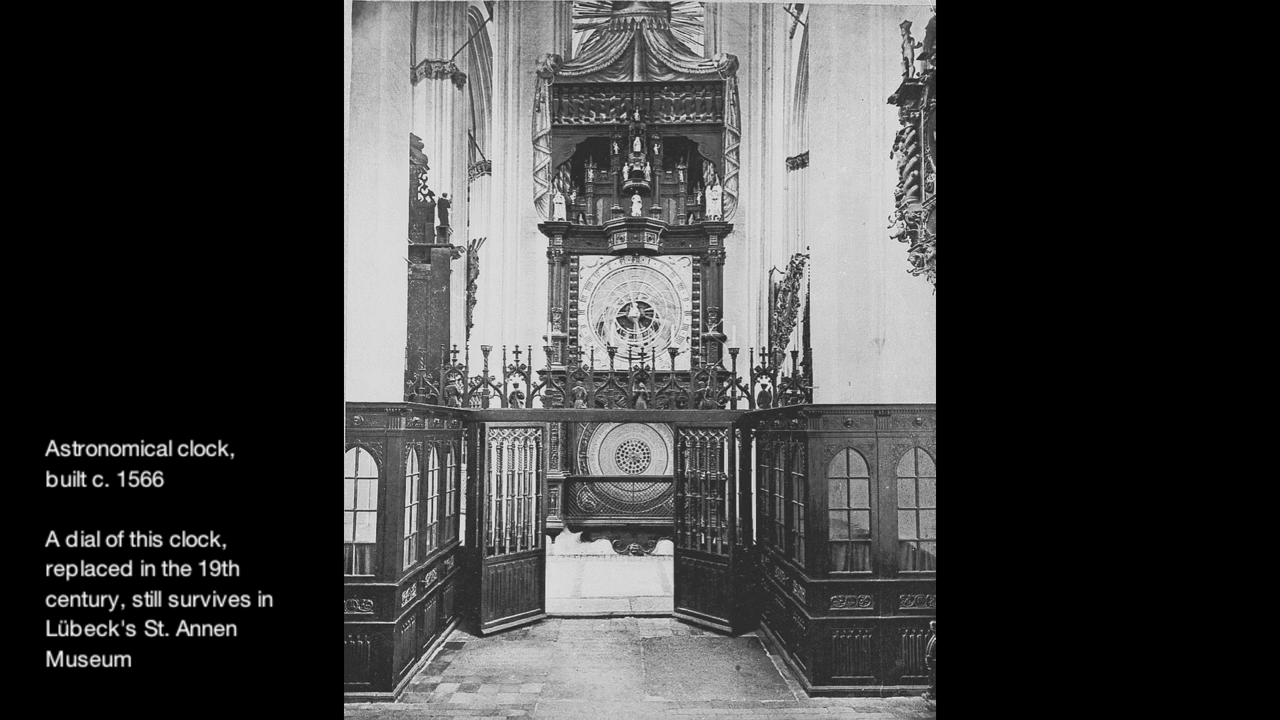 Astronomical clock,
built c. 1566
A dial of this clock,
replaced in the 19th
century, still survives in
Lübeck's St. Annen
Museum